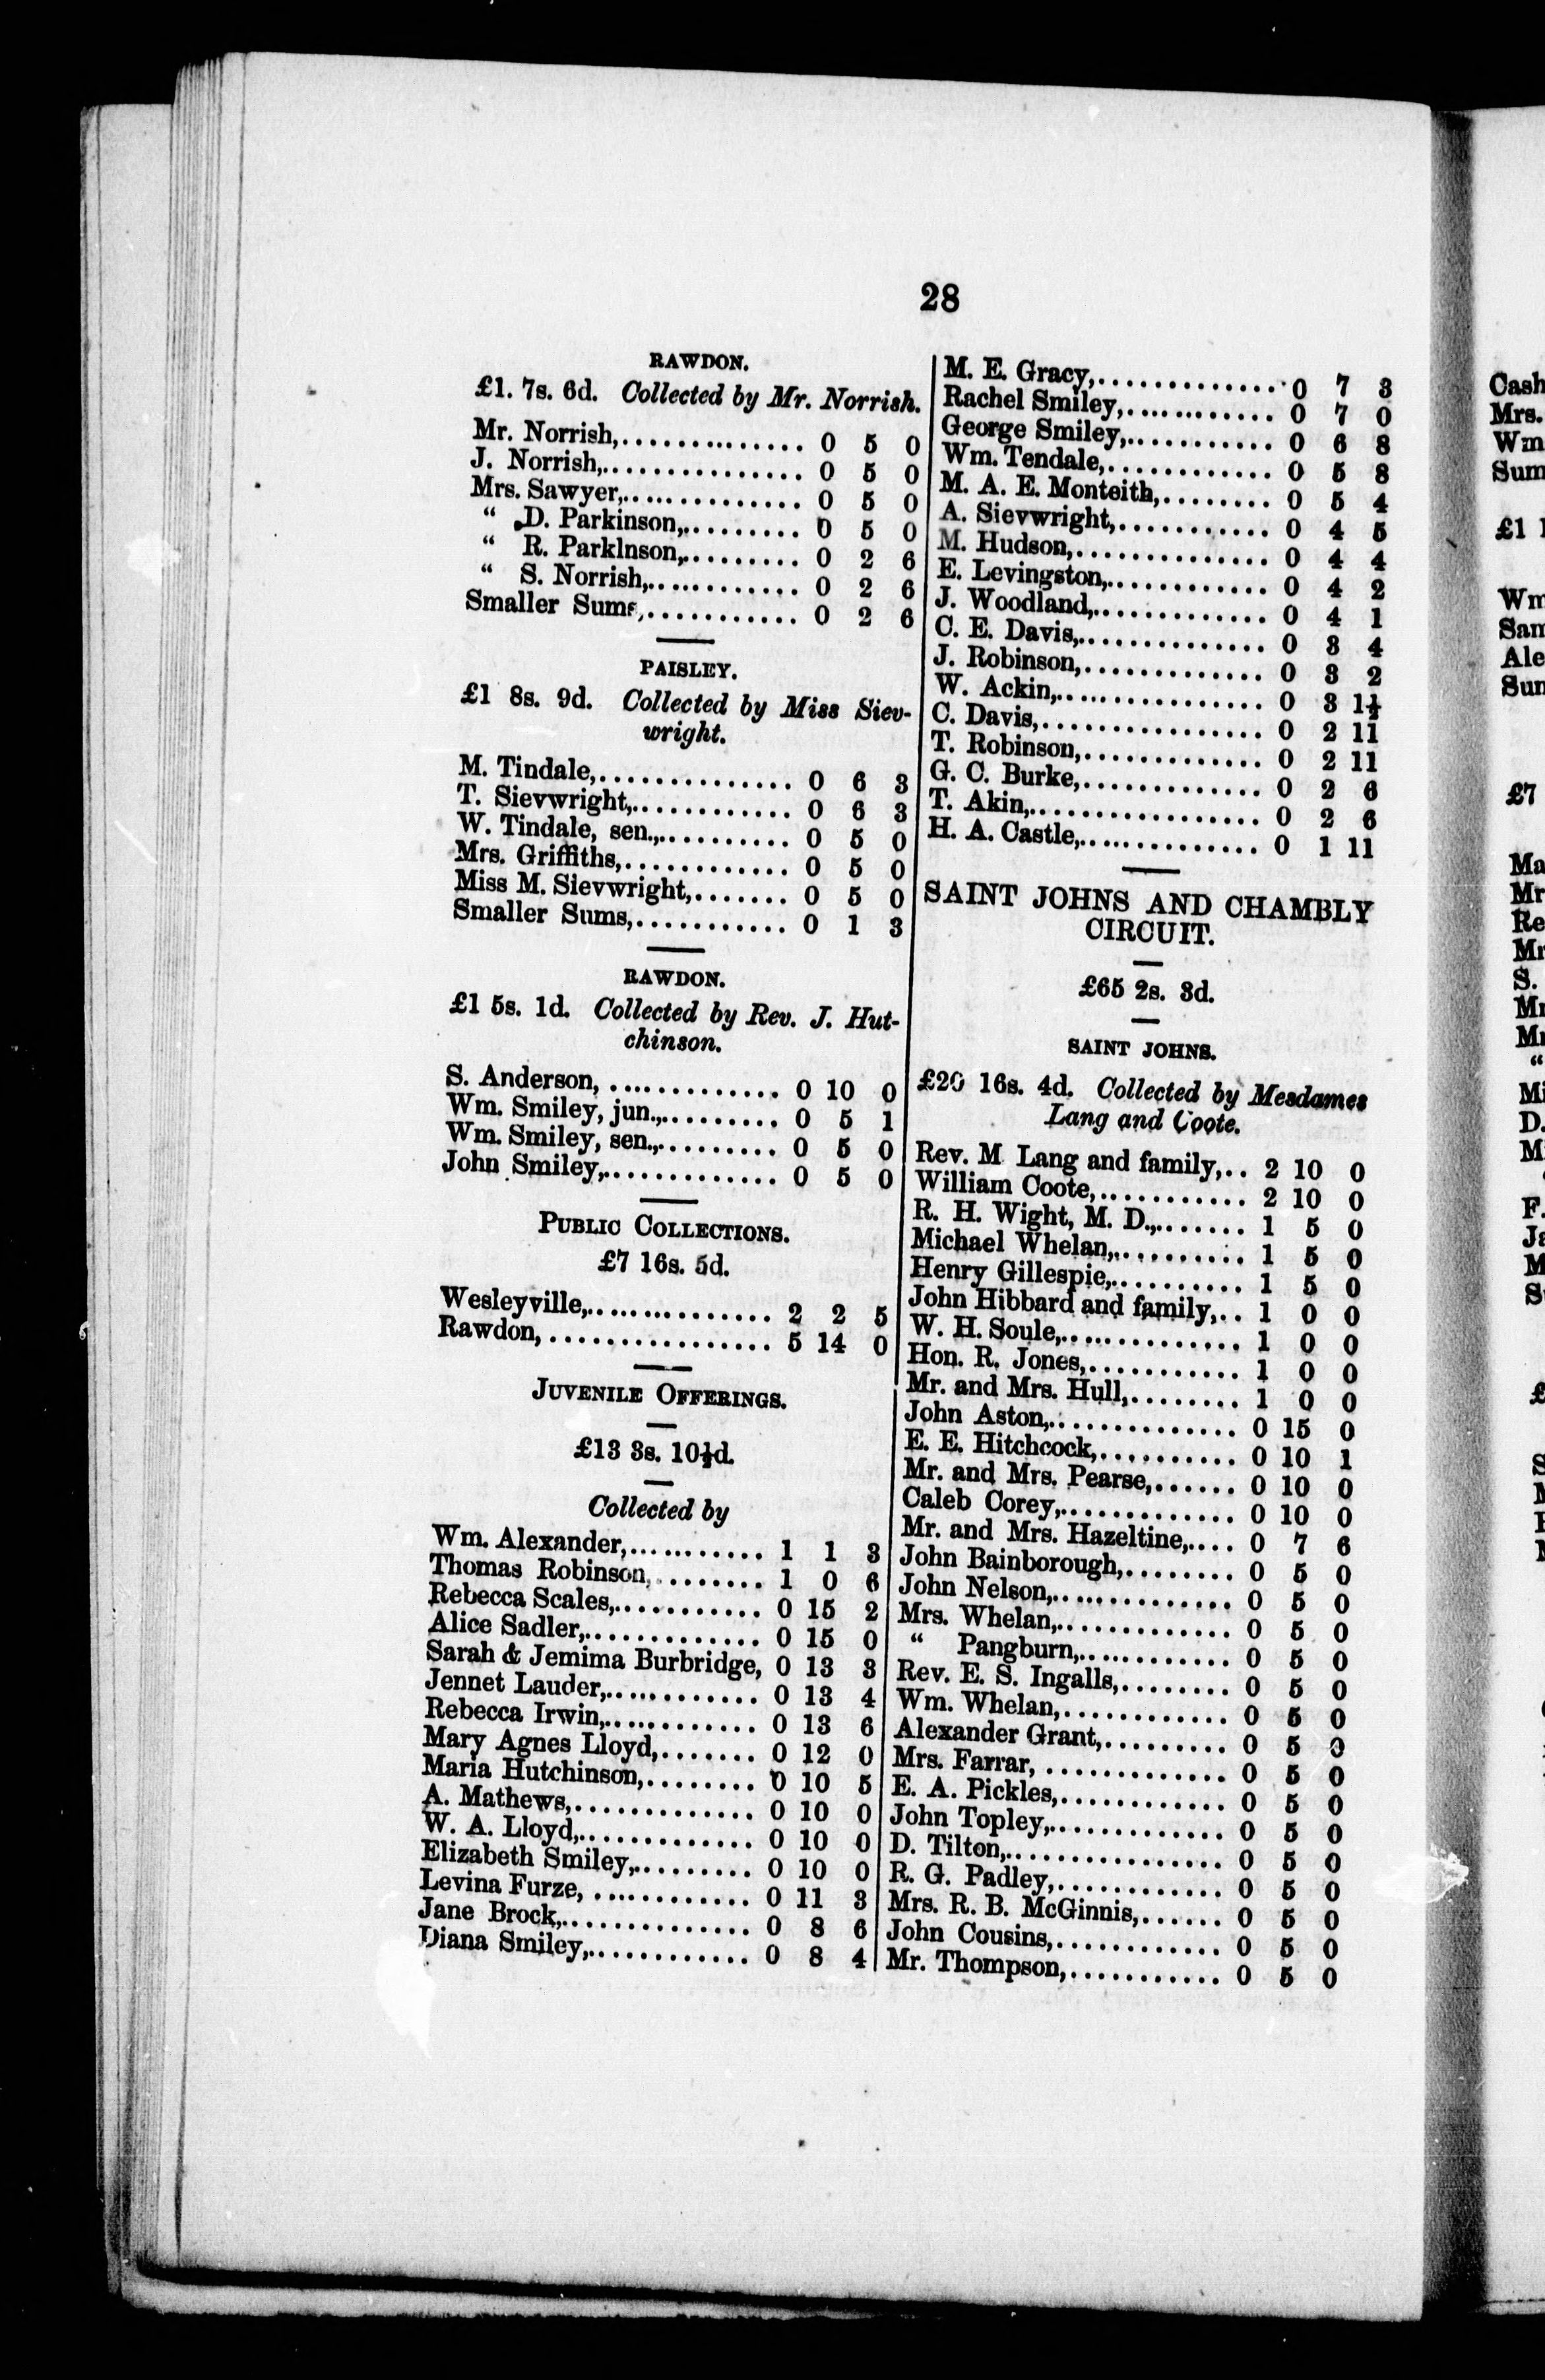 28
RAWDON.
£1. 7s. 6d. Collected by Mr. Norrish.
Mr. Norrish,.................. 0 5 0
J. Norrish,................... 0 5 0
Mrs. Sawyer,................. 0 5 0
“ D. Parkinson,........... 0 5 0
“ R. Parkinson,........... 0 2 6
“ S. Norrish,.............. 0 2 6
Smaller Sums,............... 0 2 6
PAISLEY.
£1 8s. 9d. Collected by Miss Siev-
wright.
M. Tindale,.................. 0 6 3
T. Sievwright,............... 0 6 3
W. Tindale, sen.,............ 0 5 0
Mrs. Griffiths,.............. 0 5 0
Miss M. Sievwright,....... 0 5 0
Smaller Sums,............... 0 1 3
RAWDON.
£1 5s. 1d. Collected by Rev. J. Hut-
chinson.
S. Anderson, ................ 0 10 0
Wm. Smiley, jun.,........... 0 5 1
Wm. Smiley, sen.,........... 0 5 0
John Smiley,................. 0 5 0
PUBLIC COLLECTIONS.
£7 16s. 5d.
Wesleyville,.................. 2 2 5
Rawdon, ..................... 5 14 0
JUVENILE OFFERINGS.
£13 3s. 10½d.
Collected by
Wm. Alexander,............. 1 1 3
Thomas Robinson,......... 1 0 6
Rebecca Scales,............. 0 15 2
Alice Sadler,................. 0 15 0
Sarah & Jemima Burbridge, 0 13 3
Jennet Lauder,.............. 0 13 4
Rebecca Irwin,.............. 0 13 6
Mary Agnes Lloyd,........ 0 12 0
Maria Hutchinson,......... 0 10 5
A. Mathews,................. 0 10 0
W. A. Lloyd,................. 0 10 0
Elizabeth Smiley,........... 0 10 0
Levina Furze, ............... 0 11 3
Jane Brock,.................. 0 8 6
Diana Smiley,............... 0 8 4
M. E. Gracy,................. 0 7 3
Rachel Smiley,.............. 0 7 0
George Smiley,.............. 0 6 8
Wm. Tendale,................ 0 5 8
M. A. E. Monteith,.......... 0 5 4
A. Sievwright,............... 0 4 5
M. Hudson,................... 0 4 4
E. Levingston,.............. 0 4 2
J. Woodland,................ 0 4 1
C. E. Davis,.................. 0 3 4
J. Robinson,................. 0 3 2
W. Ackin,..................... 0 3 1½
C. Davis,...................... 0 2 11
T. Robinson,................. 0 2 11
G. C. Burke,.................. 0 2 6
T. Akin,....................... 0 2 6
H. A. Castle,................. 0 1 11
SAINT JOHNS AND CHAMBLY
CIRCUIT.
£65 2s. 3d.
SAINT JOHNS.
£20 16s. 4d. Collected by Mesdames
Lang and Coote.
Rev. M Lang and family,.. 2 10 0
William Coote,.............. 2 10 0
R. H. Wight, M. D.,......... 1 5 0
Michael Whelan,............ 1 5 0
Henry Gillespie,............ 1 5 0
John Hibbard and family,.. 1 0 0
W. H. Soule,.................. 1 0 0
Hon. R. Jones,............... 1 0 0
Mr. and Mrs. Hull,.......... 1 0 0
John Aston,.................. 0 15 0
E. E. Hitchcock,............ 0 10 1
Mr. and Mrs. Pearse,....... 0 10 0
Caleb Corey,................. 0 10 0
Mr. and Mrs. Hazeltine,.... 0 7 6
John Bainborough,.......... 0 5 0
John Nelson,................. 0 5 0
Mrs. Whelan,................ 0 5 0
“ Pangburn,.............. 0 5 0
Rev. E. S. Ingalls,........... 0 5 0
Wm. Whelan,................ 0 5 0
Alexander Grant,........... 0 5 0
Mrs. Farrar, ................. 0 5 0
E. A. Pickles,................ 0 5 0
John Topley,................. 0 5 0
D. Tilton,..................... 0 5 0
R. G. Padley,................ 0 5 0
Mrs. R. B. McGinnis,....... 0 5 0
John Cousins,............... 0 5 0
Mr. Thompson,.............. 0 5 0
Cash
Mrs.
Wm
Sum
£1
Wm
Sam
Ale
Sum
£7
Ma
Mr
Re
Mr
S.
Mr
Mr
“
Mi
D.
M
F.
Ja
M
S
£